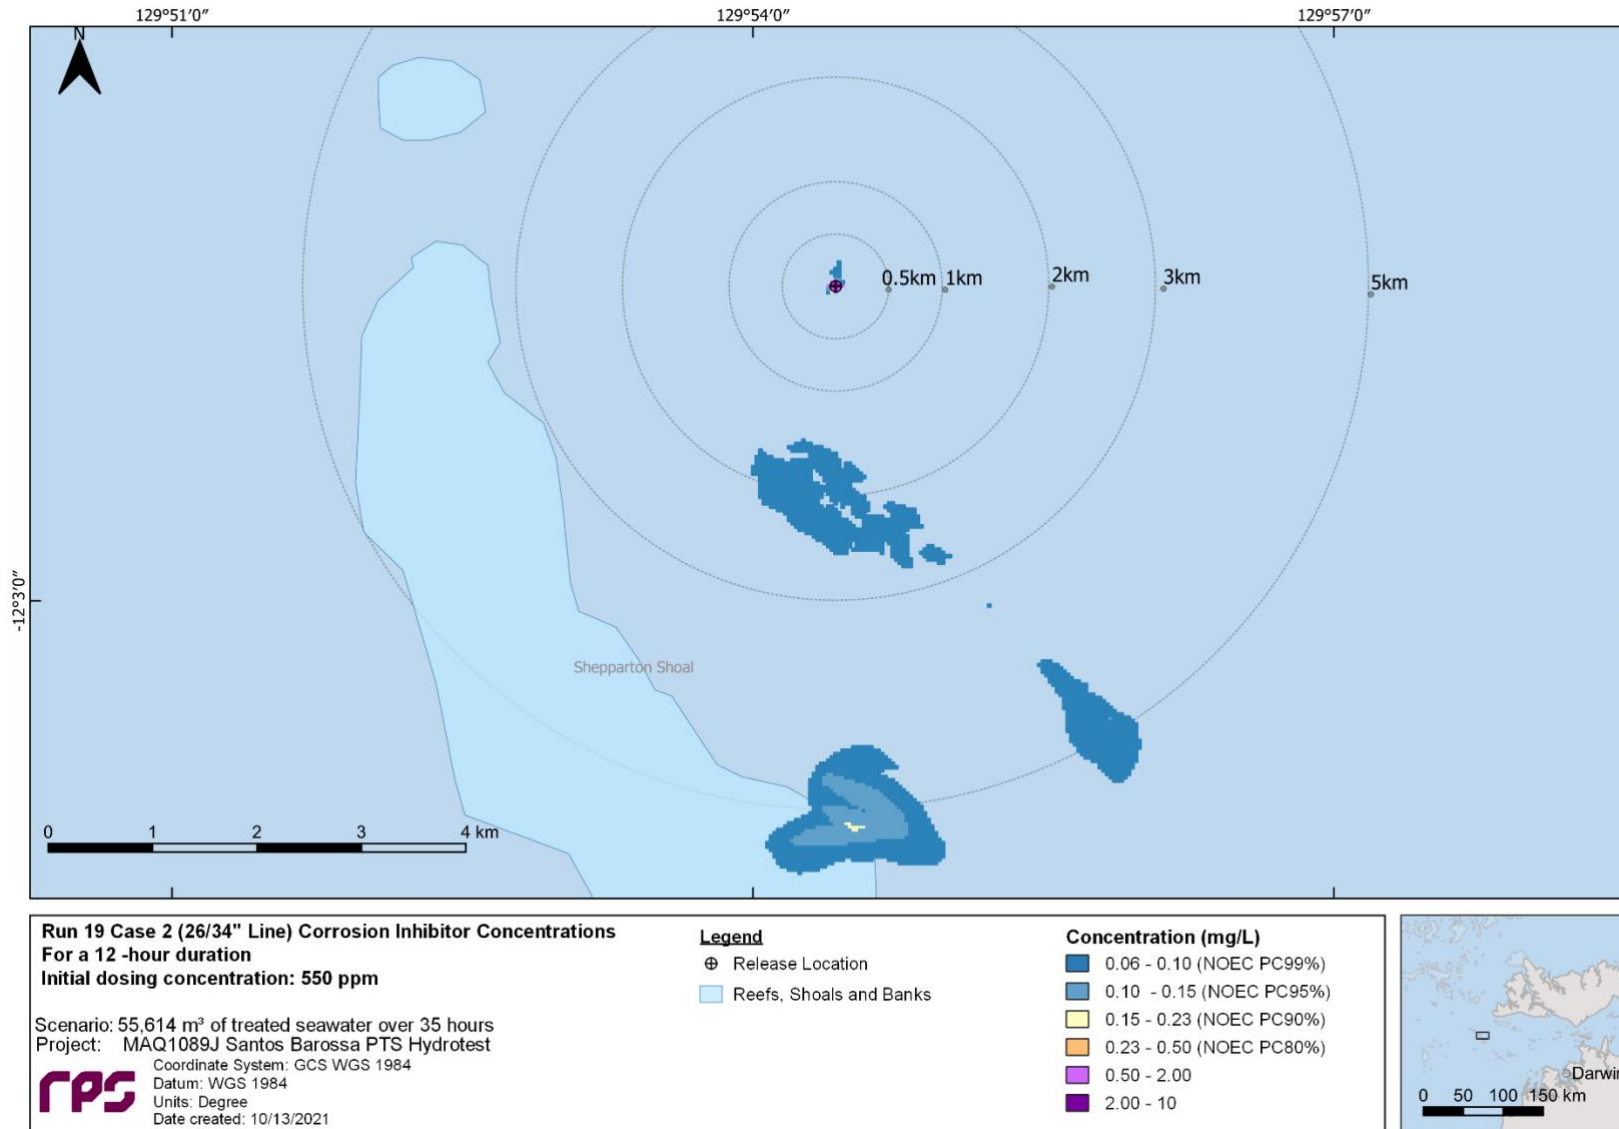 129°51′0″
129°54′0″
129°57′0″
N
0.5km
1km
2km
3km
5km
-12°3′0″
Shepparton Shoal
0 1 2 3 4 km
Run 19 Case 2 (26/34" Line) Corrosion Inhibitor Concentrations
For a 12 -hour duration
Initial dosing concentration: 550 ppm
Scenario: 55,614 m³ of treated seawater over 35 hours
Project: MAQ1089J Santos Barossa PTS Hydrotest
rps
Coordinate System: GCS WGS 1984
Datum: WGS 1984
Units: Degree
Date created: 10/13/2021
Legend
Release Location
Reefs, Shoals and Banks
Concentration (mg/L)
0.06 - 0.10 (NOEC PC99%)
0.10 - 0.15 (NOEC PC95%)
0.15 - 0.23 (NOEC PC90%)
0.23 - 0.50 (NOEC PC80%)
0.50 - 2.00
2.00 - 10
Darwin
0 50 100 150 km